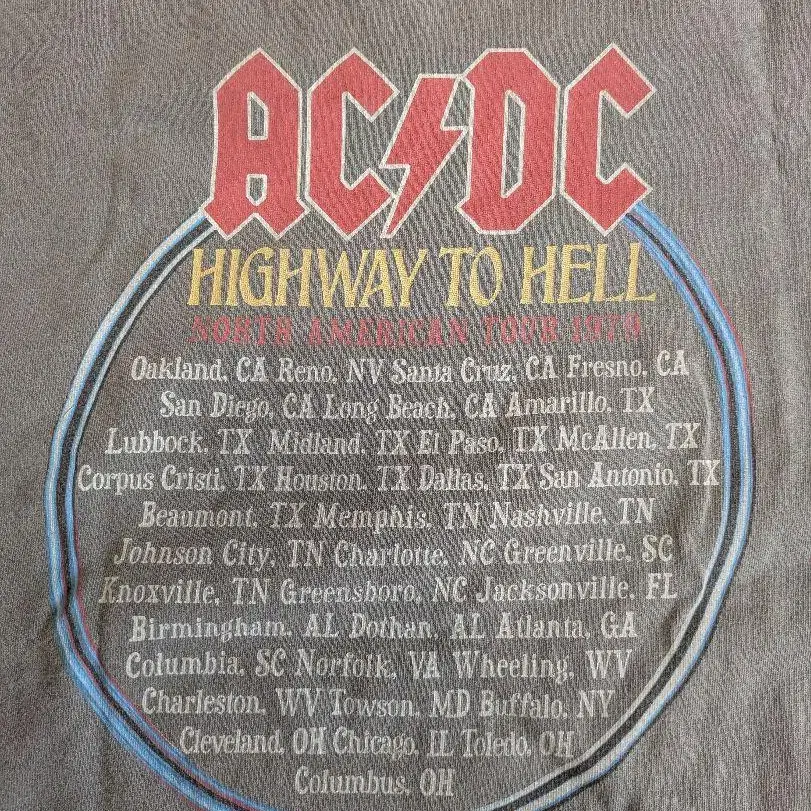 AC⚡DC
HIGHWAY TO HELL
NORTH AMERICAN TOUR 1979
Oakland, CA Reno, NV Santa Cruz, CA Fresno, CA
San Diego, CA Long Beach, CA Amarillo, TX
Lubbock, TX Midland, TX El Paso, TX McAllen, TX
Corpus Cristi, TX Houston, TX Dallas, TX San Antonio, TX
Beaumont, TX Memphis, TN Nashville, TN
Johnson City, TN Charlotte, NC Greenville, SC
Knoxville, TN Greensboro, NC Jacksonville, FL
Birmingham, AL Dothan, AL Atlanta, GA
Columbia, SC Norfolk, VA Wheeling, WV
Charleston, WV Towson, MD Buffalo, NY
Cleveland, OH Chicago, IL Toledo, OH
Columbus, OH